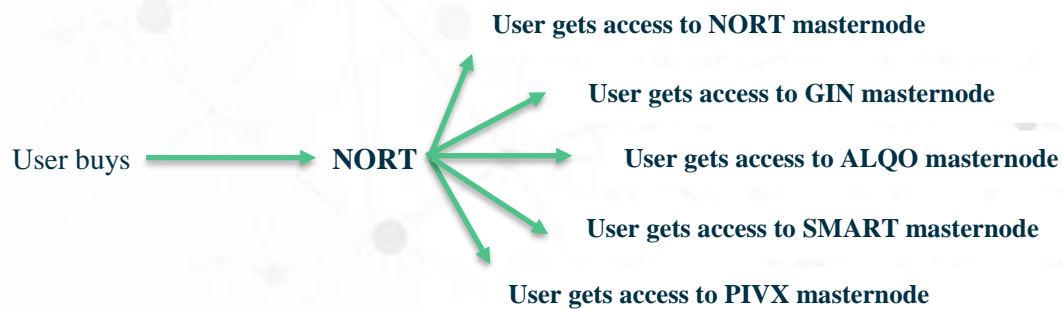 User gets access to NORT masternode
User gets access to GIN masternode
User buys NORT User gets access to ALQO masternode
User gets access to SMART masternode
User gets access to PIVX masternode